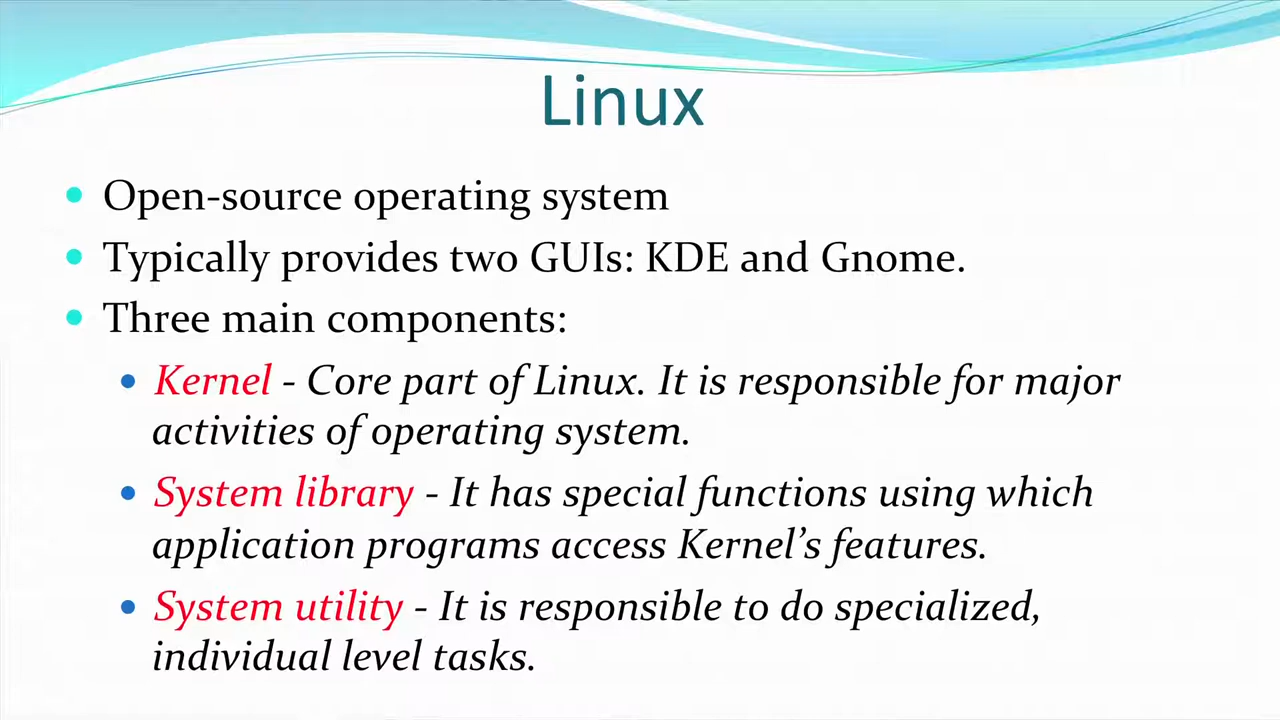 Linux
Open-source operating system
Typically provides two GUIs: KDE and Gnome.
Three main components:
Kernel - Core part of Linux. It is responsible for major
activities of operating system.
System library - It has special functions using which
application programs access Kernel’s features.
System utility - It is responsible to do specialized,
individual level tasks.